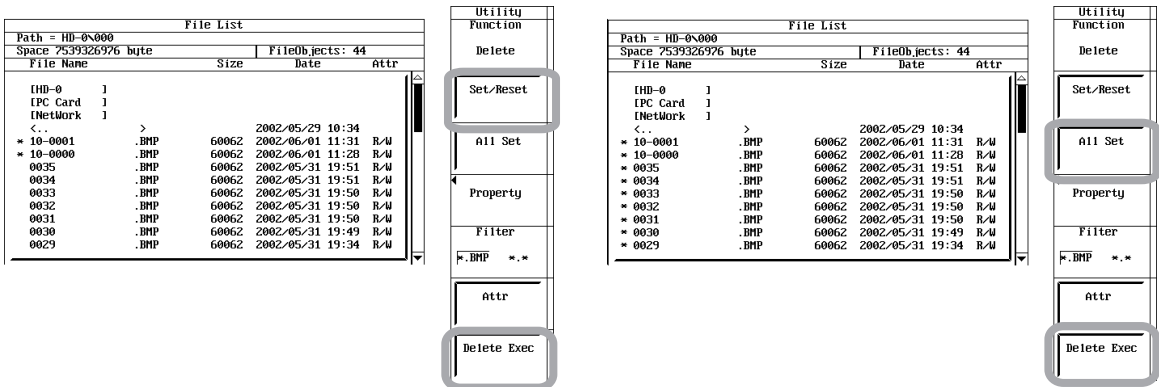 File List
Path = HD-0\000
Space 7539326976 byte FileObjects: 44
File Name Size Date Attr
[HD-0 ]
[PC Card ]
[NetWork ]
<.. > 2002/05/29 10:34
* 10-0001 .BMP 60062 2002/06/01 11:31 R/W
* 10-0000 .BMP 60062 2002/06/01 11:28 R/W
0035 .BMP 60062 2002/05/31 19:51 R/W
0034 .BMP 60062 2002/05/31 19:51 R/W
0033 .BMP 60062 2002/05/31 19:50 R/W
0032 .BMP 60062 2002/05/31 19:50 R/W
0031 .BMP 60062 2002/05/31 19:50 R/W
0030 .BMP 60062 2002/05/31 19:49 R/W
0029 .BMP 60062 2002/05/31 19:34 R/W
Utility
Function
Delete
Set/Reset
All Set
Property
Filter
*.BMP *.*
Attr
Delete Exec
File List
Path = HD-0\000
Space 7539326976 byte FileObjects: 44
File Name Size Date Attr
[HD-0 ]
[PC Card ]
[NetWork ]
<.. > 2002/05/29 10:34
* 10-0001 .BMP 60062 2002/06/01 11:31 R/W
* 10-0000 .BMP 60062 2002/06/01 11:28 R/W
* 0035 .BMP 60062 2002/05/31 19:51 R/W
* 0034 .BMP 60062 2002/05/31 19:51 R/W
* 0033 .BMP 60062 2002/05/31 19:50 R/W
* 0032 .BMP 60062 2002/05/31 19:50 R/W
* 0031 .BMP 60062 2002/05/31 19:50 R/W
* 0030 .BMP 60062 2002/05/31 19:49 R/W
* 0029 .BMP 60062 2002/05/31 19:34 R/W
Utility
Function
Delete
Set/Reset
All Set
Property
Filter
*.BMP *.*
Attr
Delete Exec